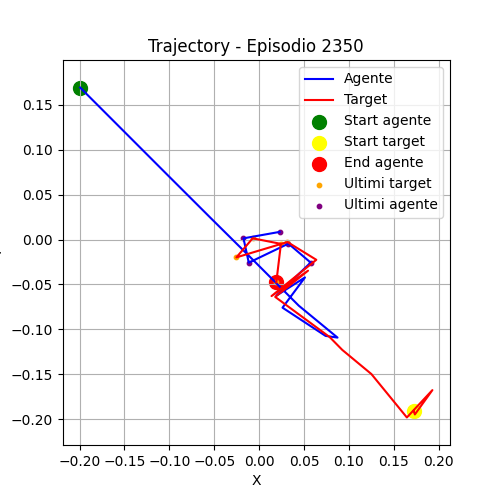 Trajectory - Episodio 2350
Agente
Target
Start agente
Start target
End agente
Ultimi target
Ultimi agente
0.15
0.10
0.05
0.00
−0.05
−0.10
−0.15
−0.20
−0.20 −0.15 −0.10 −0.05 0.00 0.05 0.10 0.15 0.20
X